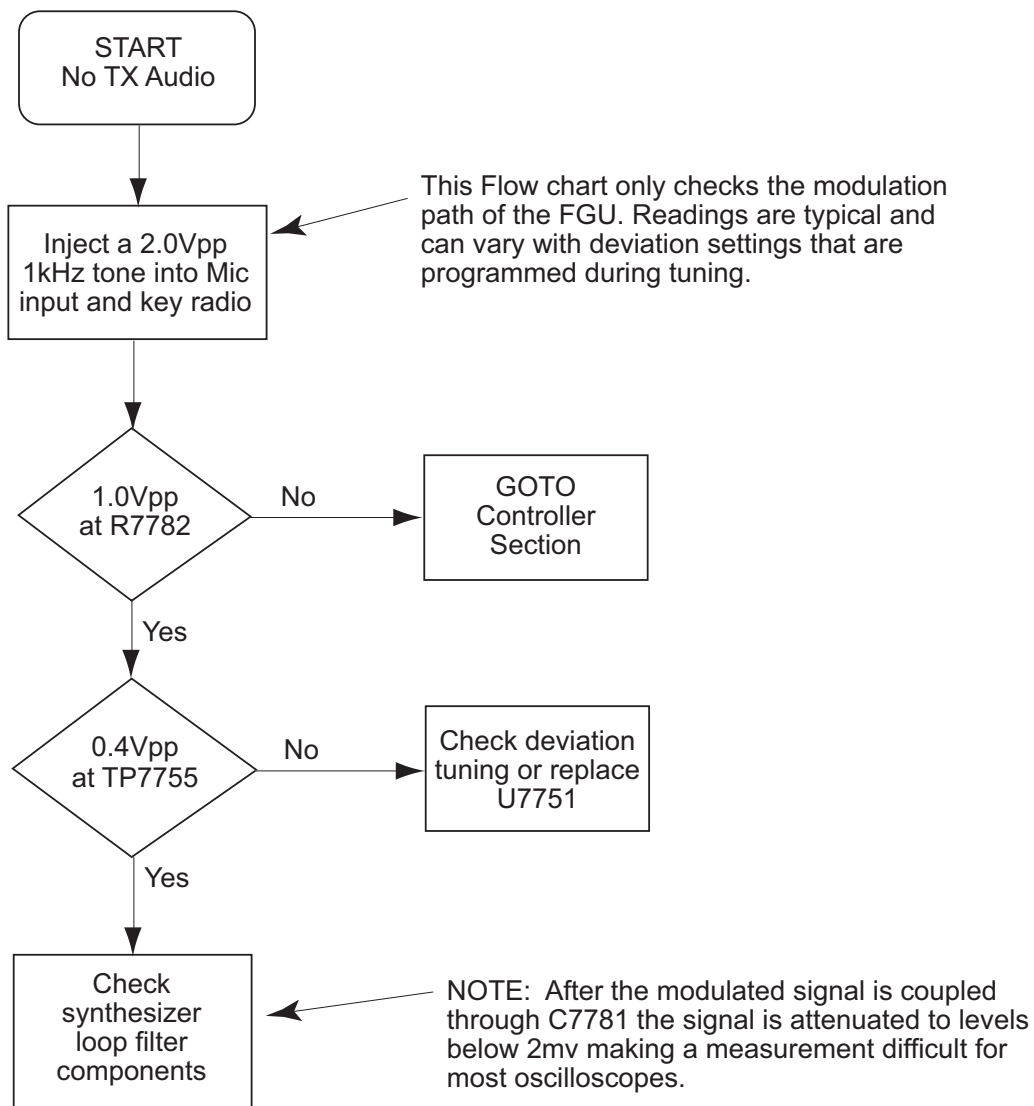 START
No TX Audio
This Flow chart only checks the modulation
path of the FGU. Readings are typical and
can vary with deviation settings that are
programmed during tuning.
Inject a 2.0Vpp
1kHz tone into Mic
input and key radio
1.0Vpp
at R7782
No
GOTO
Controller
Section
Yes
0.4Vpp
at TP7755
No
Check deviation
tuning or replace
U7751
Yes
Check
synthesizer
loop filter
components
NOTE:  After the modulated signal is coupled
through C7781 the signal is attenuated to levels
below 2mv making a measurement difficult for
most oscilloscopes.